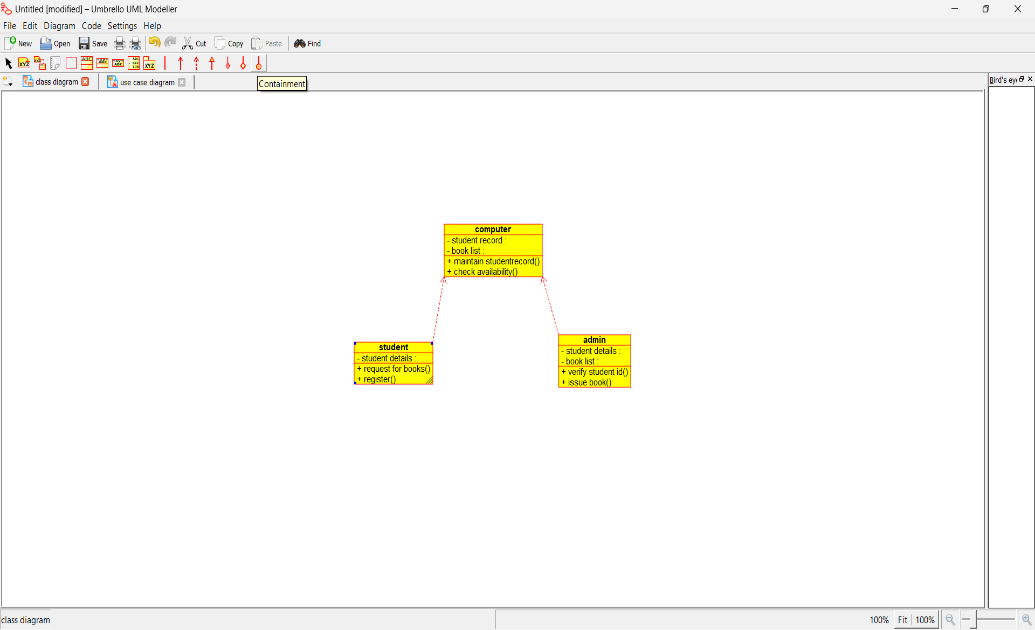 Untitled [modified] – Umbrello UML Modeller
File Edit Diagram Code Settings Help
New Open Save Cut Copy Paste Find
class diagram use case diagram
Containment
Bird's eye
computer
- student record :
- book list :
+ maintain studentrecord()
+ check availability()
student
- student details :
+ request for books()
+ register()
admin
- student details :
- book list :
+ verify student id()
+ issue book()
class diagram
100% Fit 100%